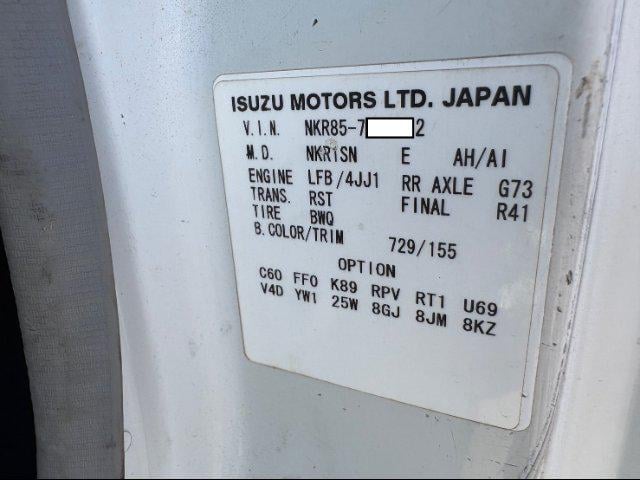 ISUZU MOTORS LTD. JAPAN
V.I.N. NKR85-7 2
M.D. NKR1SN E AH/AI
ENGINE LFB/4JJ1 RR AXLE G73
TRANS. RST FINAL R41
TIRE BWQ
B.COLOR/TRIM 729/155
OPTION
C60 FF0 K89 RPV RT1 U69
V4D YW1 25W 8GJ 8JM 8KZ